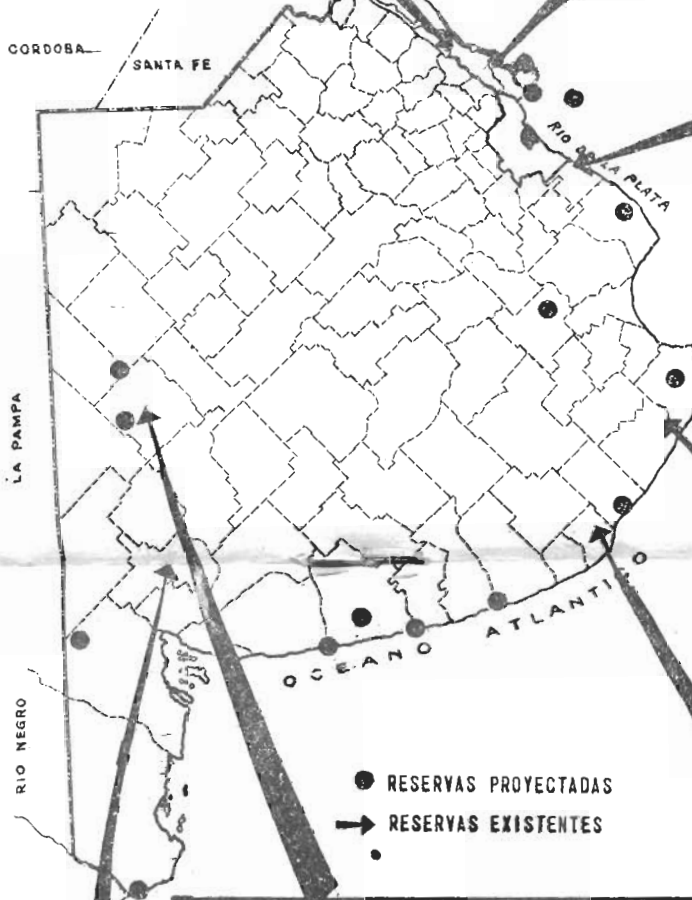 CORDOBA
SANTA FE
RIO DE LA PLATA
LA PAMPA
OCEANO ATLANTICO
RIO NEGRO
RESERVAS PROYECTADAS
RESERVAS EXISTENTES